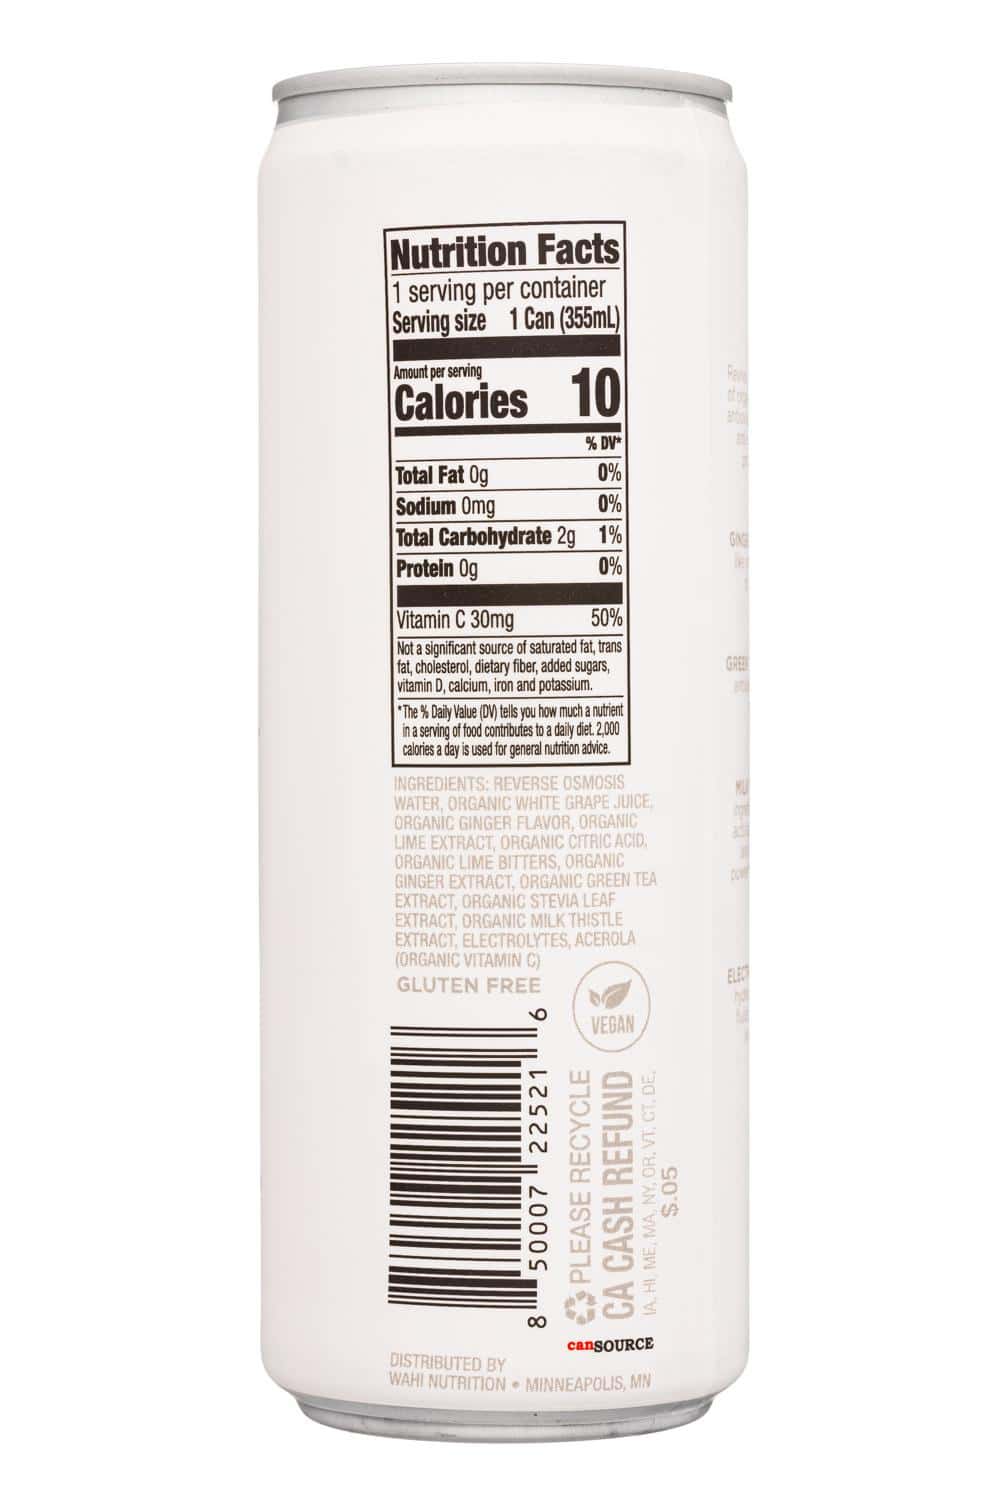 Nutrition Facts
1 serving per container
Serving size 1 Can (355mL)
Amount per serving
Calories 10
% DV*
Total Fat 0g 0%
Sodium 0mg 0%
Total Carbohydrate 2g 1%
Protein 0g 0%
Vitamin C 30mg 50%
Not a significant source of saturated fat, trans
fat, cholesterol, dietary fiber, added sugars,
vitamin D, calcium, iron and potassium.
*The % Daily Value (DV) tells you how much a nutrient
in a serving of food contributes to a daily diet. 2,000
calories a day is used for general nutrition advice.
INGREDIENTS: REVERSE OSMOSIS
WATER, ORGANIC WHITE GRAPE JUICE,
ORGANIC GINGER FLAVOR, ORGANIC
LIME EXTRACT, ORGANIC CITRIC ACID,
ORGANIC LIME BITTERS, ORGANIC
GINGER EXTRACT, ORGANIC GREEN TEA
EXTRACT, ORGANIC STEVIA LEAF
EXTRACT, ORGANIC MILK THISTLE
EXTRACT, ELECTROLYTES, ACEROLA
(ORGANIC VITAMIN C)
GLUTEN FREE
VEGAN
8 50007 22521 6
PLEASE RECYCLE
CA CASH REFUND
IA, HI, ME, MA, NY, OR, VT, CT, DE,
$.05
canSOURCE
DISTRIBUTED BY
WAHI NUTRITION • MINNEAPOLIS, MN